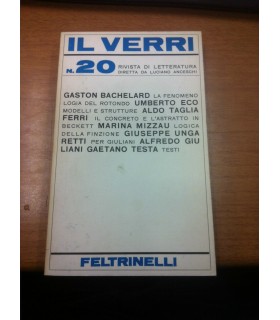 IL VERRI
N. 20 RIVISTA DI LETTERATURA
DIRETTA DA LUCIANO ANCESCHI
GASTON BACHELARD LA FENOMENO
LOGIA DEL ROTONDO UMBERTO ECO
MODELLI E STRUTTURE ALDO TAGLIA
FERRI IL CONCRETO E L'ASTRATTO IN
BECKETT MARINA MIZZAU LOGICA
DELLA FINZIONE GIUSEPPE UNGA
RETTI PER GIULIANI ALFREDO GIU
LIANI GAETANO TESTA TESTI
FELTRINELLI